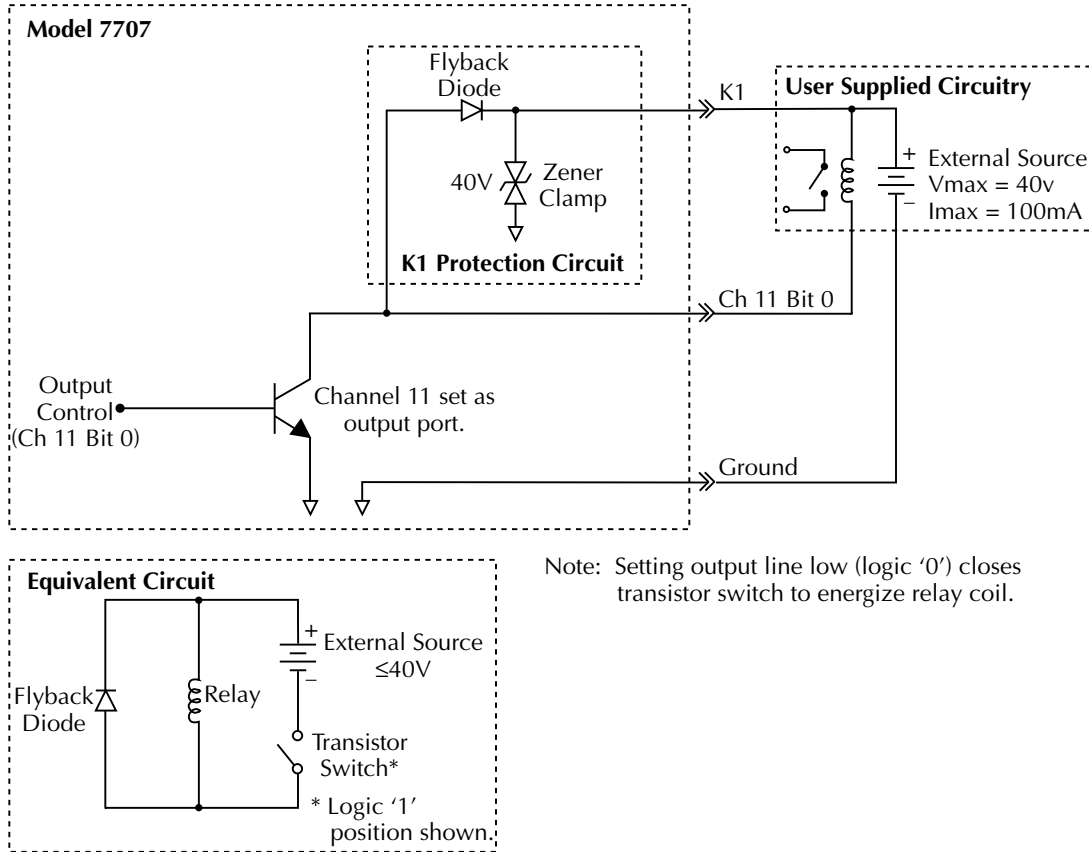 Model 7707
Flyback
Diode
40V
Zener
Clamp
K1 Protection Circuit
K1
User Supplied Circuitry
+
External Source
Vmax = 40v
Imax = 100mA
–
Ch 11 Bit 0
Output
Control
(Ch 11 Bit 0)
Channel 11 set as
output port.
Ground
Equivalent Circuit
Flyback
Diode
Relay
+
External Source
≤40V
–
Transistor
Switch*
* Logic ‘1’
position shown.
Note: Setting output line low (logic ‘0’) closes
transistor switch to energize relay coil.